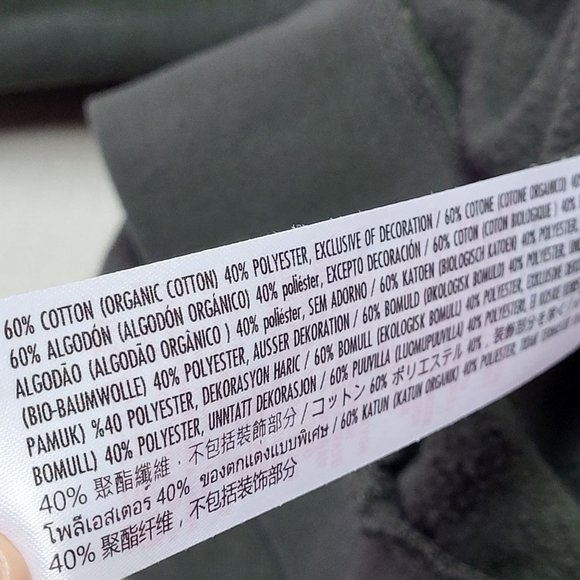 60% COTTON (ORGANIC COTTON) 40% POLYESTER, EXCLUSIVE OF DECORATION / 60% COTONE (COTONE ORGANICO) 40%
60% ALGODÓN (ALGODÓN ORGÁNICO) 40% poliéster, EXCEPTO DECORACIÓN / 60% COTON (COTON BIOLOGIQUE ) 40%
ALGODÃO (ALGODÃO ORGÂNICO ) 40% poliéster, SEM ADORNO / 60% KATOEN (BIOLOGISCH KATOEN) 40% POLYESTER,
(BIO-BAUMWOLLE) 40% POLYESTER, AUSSER DEKORATION / 60% BOMULD (ØKOLOGISK BOMULD) 40% POLYESTER,
PAMUK) %40 POLYESTER, DEKORASYON HARIC / 60% BOMULL (EKOLOGISK BOMULL) 40% POLYESTER,
BOMULL) 40% POLYESTER, UNNTATT DEKORASJON / 60% PUUVILLA (LUOMUPUUVILLA) 40% POLYESTER,
40% 聚酯纖維，不包括裝飾部分 / コットン 60% ポリエステル 40%，装飾部分を除く /
โพลีเอสเตอร์ 40% ของตกแต่งแบบพิเศษ / 60% KATUN (KATUN ORGANIK) 40% POLYESTER, TIDAK
40% 聚酯纤维，不包括装饰部分